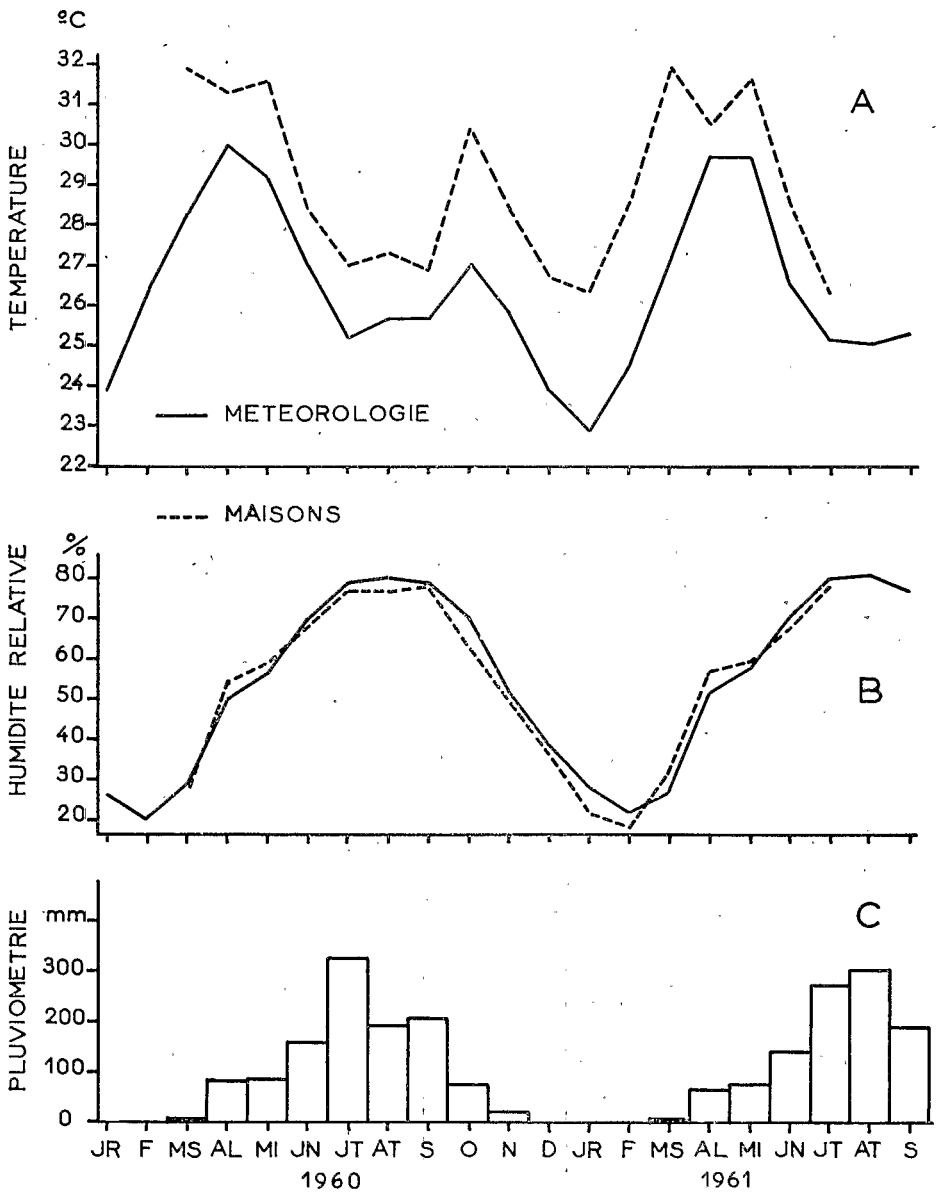 ºC
TEMPERATURE
32
31
30
29
28
27
26
25
24
23
22
A
METEOROLOGIE
MAISONS
HUMIDITE RELATIVE
%
80
70
60
50
40
30
20
B
PLUVIOMETRIE
mm
300
200
100
0
C
JR F MS AL MI JN JT AT S O N D JR F MS AL MI JN JT AT S
1960 1961